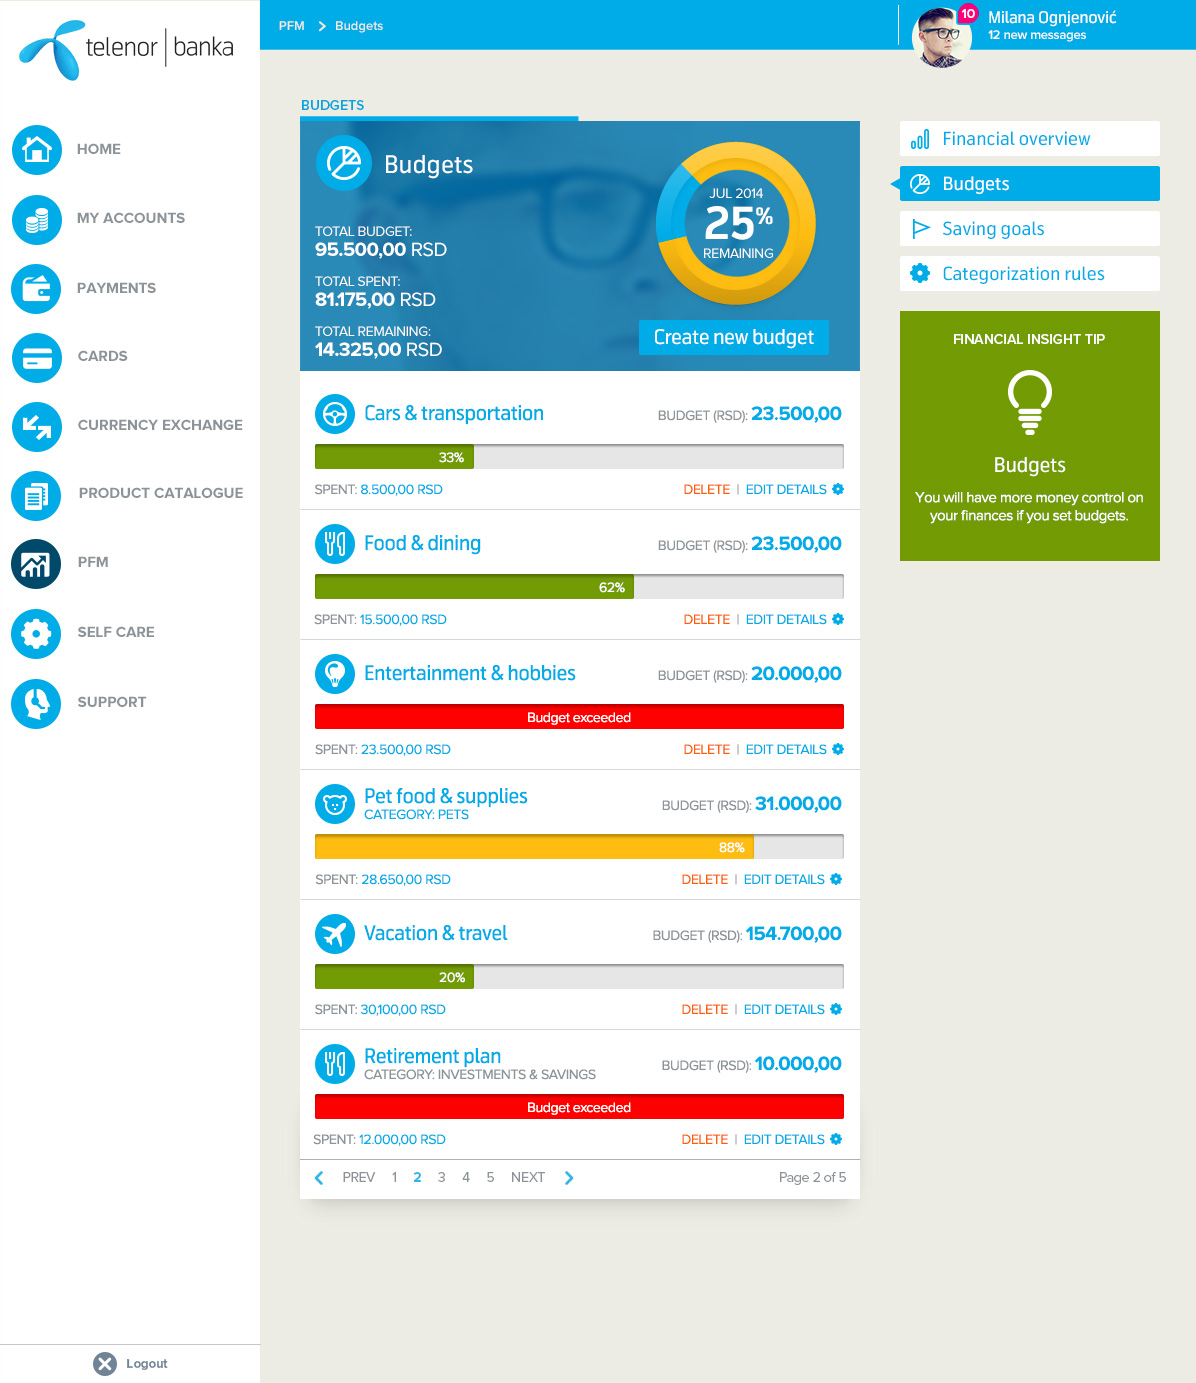 telenor | banka
HOME
MY ACCOUNTS
PAYMENTS
CARDS
CURRENCY EXCHANGE
PRODUCT CATALOGUE
PFM
SELF CARE
SUPPORT
Logout
PFM > Budgets
10
Milana Ognjenović
12 new messages
BUDGETS
Budgets
TOTAL BUDGET:
95.500,00 RSD
TOTAL SPENT:
81.175,00 RSD
TOTAL REMAINING:
14.325,00 RSD
JUL 2014
25%
REMAINING
Create new budget
Cars & transportation
BUDGET (RSD): 23.500,00
33%
SPENT: 8.500,00 RSD
DELETE | EDIT DETAILS
Food & dining
BUDGET (RSD): 23.500,00
62%
SPENT: 15.500,00 RSD
DELETE | EDIT DETAILS
Entertainment & hobbies
BUDGET (RSD): 20.000,00
Budget exceeded
SPENT: 23.500,00 RSD
DELETE | EDIT DETAILS
Pet food & supplies
CATEGORY: PETS
BUDGET (RSD): 31.000,00
88%
SPENT: 28.650,00 RSD
DELETE | EDIT DETAILS
Vacation & travel
BUDGET (RSD): 154.700,00
20%
SPENT: 30,100,00 RSD
DELETE | EDIT DETAILS
Retirement plan
CATEGORY: INVESTMENTS & SAVINGS
BUDGET (RSD): 10.000,00
Budget exceeded
SPENT: 12.000,00 RSD
DELETE | EDIT DETAILS
PREV 1 2 3 4 5 NEXT
Page 2 of 5
Financial overview
Budgets
Saving goals
Categorization rules
FINANCIAL INSIGHT TIP
Budgets
You will have more money control on
your finances if you set budgets.